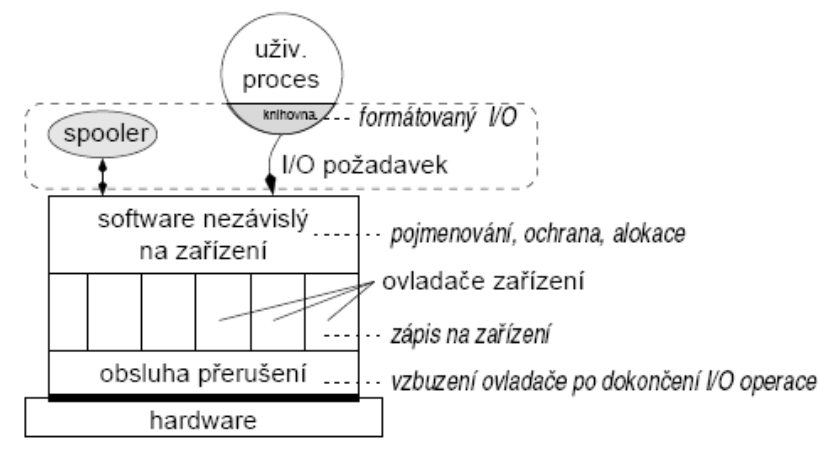 uživ.
proces
knihovna
formátovaný I/O
spooler
I/O požadavek
software nezávislý
na zařízení
pojmenování, ochrana, alokace
ovladače zařízení
zápis na zařízení
obsluha přerušení
vzbuzení ovladače po dokončení I/O operace
hardware